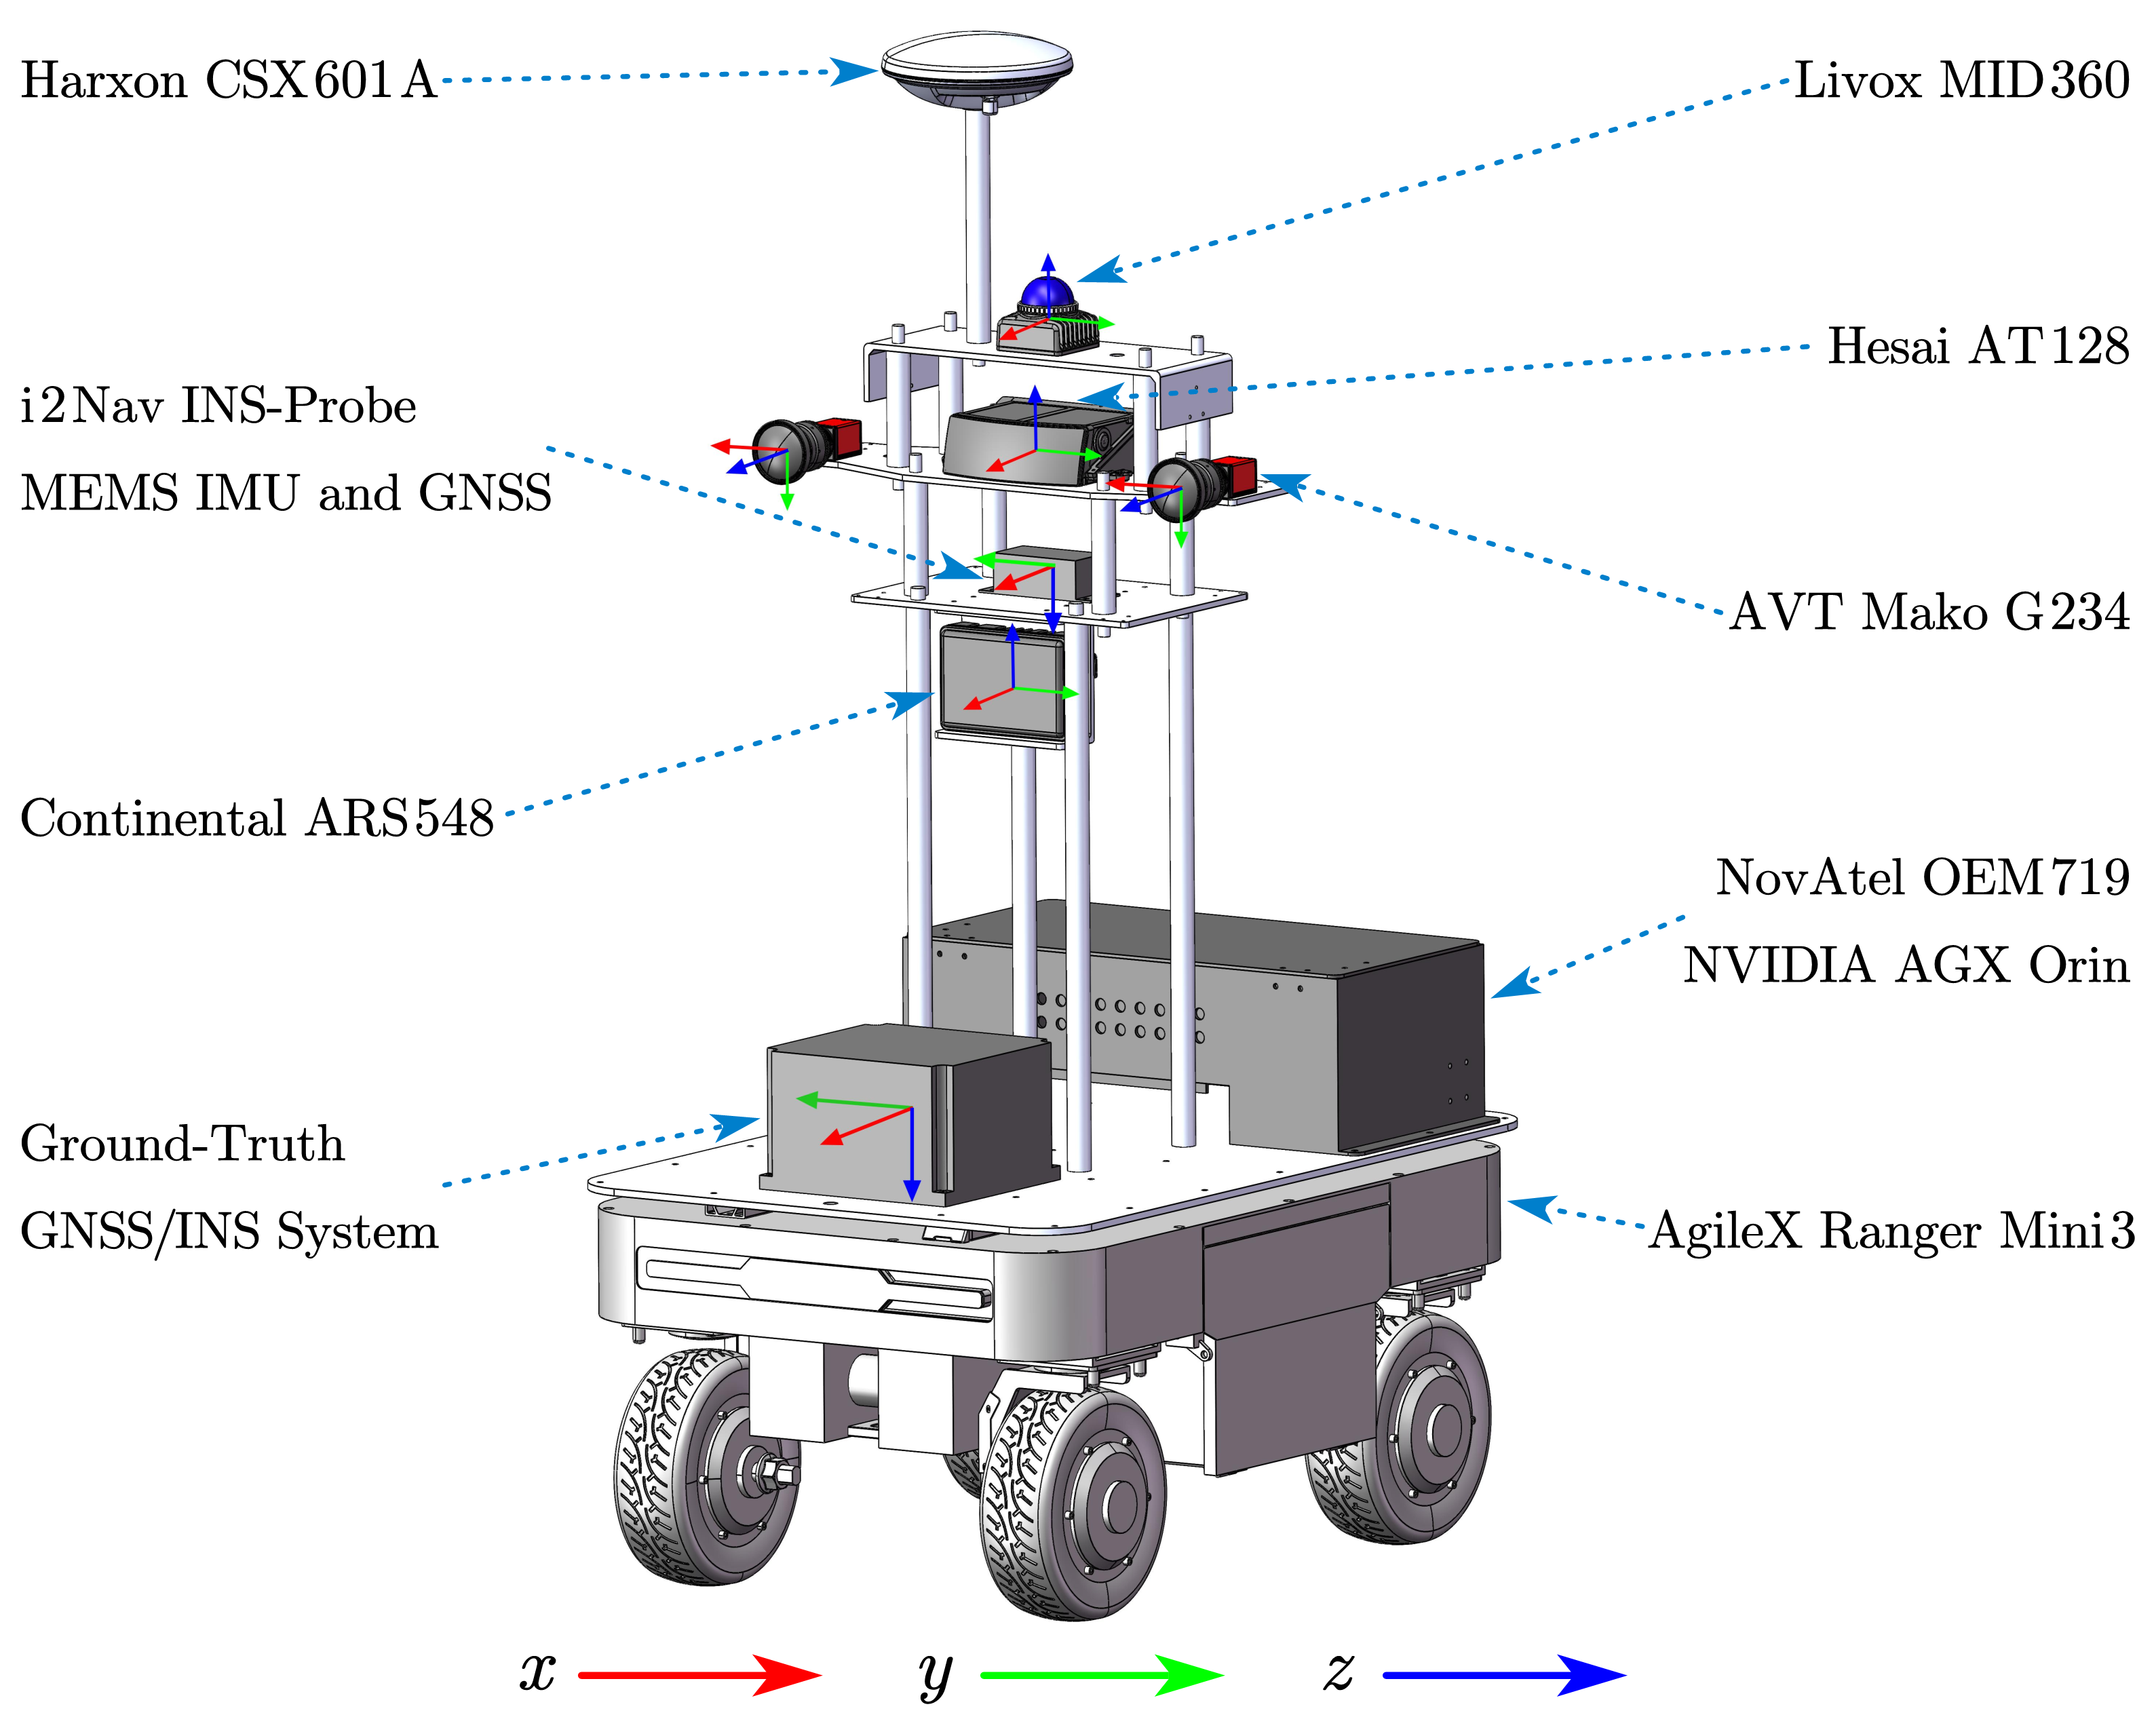 Harxon CSX601A
Livox MID360
Hesai AT128
i2Nav INS-Probe
MEMS IMU and GNSS
AVT Mako G234
Continental ARS548
NovAtel OEM719
NVIDIA AGX Orin
Ground-Truth
GNSS/INS System
AgileX Ranger Mini3
x y z